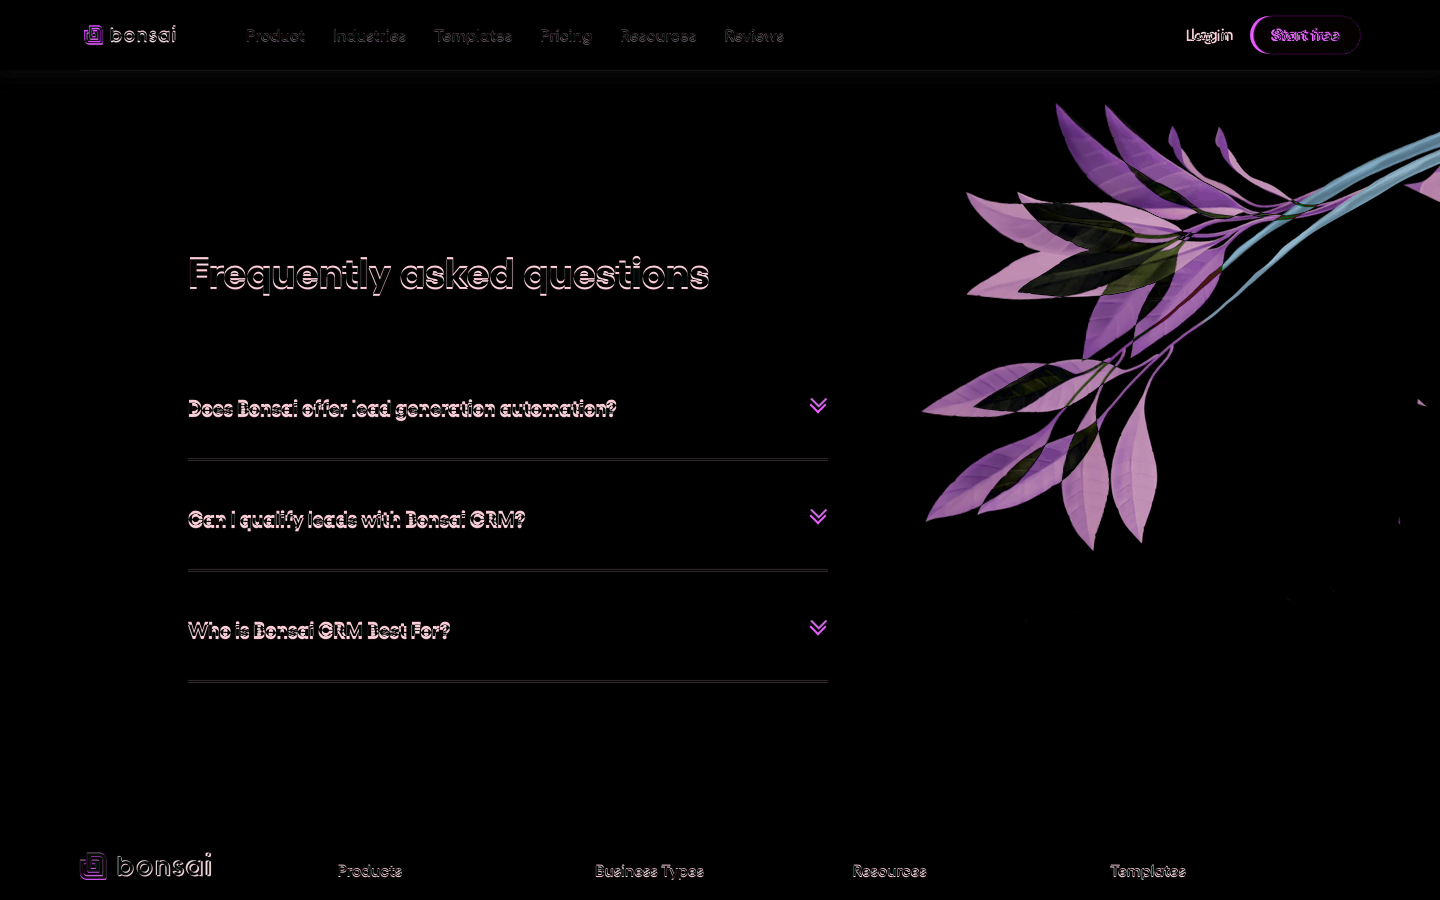 bonsai
Product Industries Templates Pricing Resources Reviews
Login Start free
Frequently asked questions
Does Bonsai offer lead generation automation?
Can I qualify leads with Bonsai CRM?
Who is Bonsai CRM Best For?
bonsai
Products Business Types Resources Templates